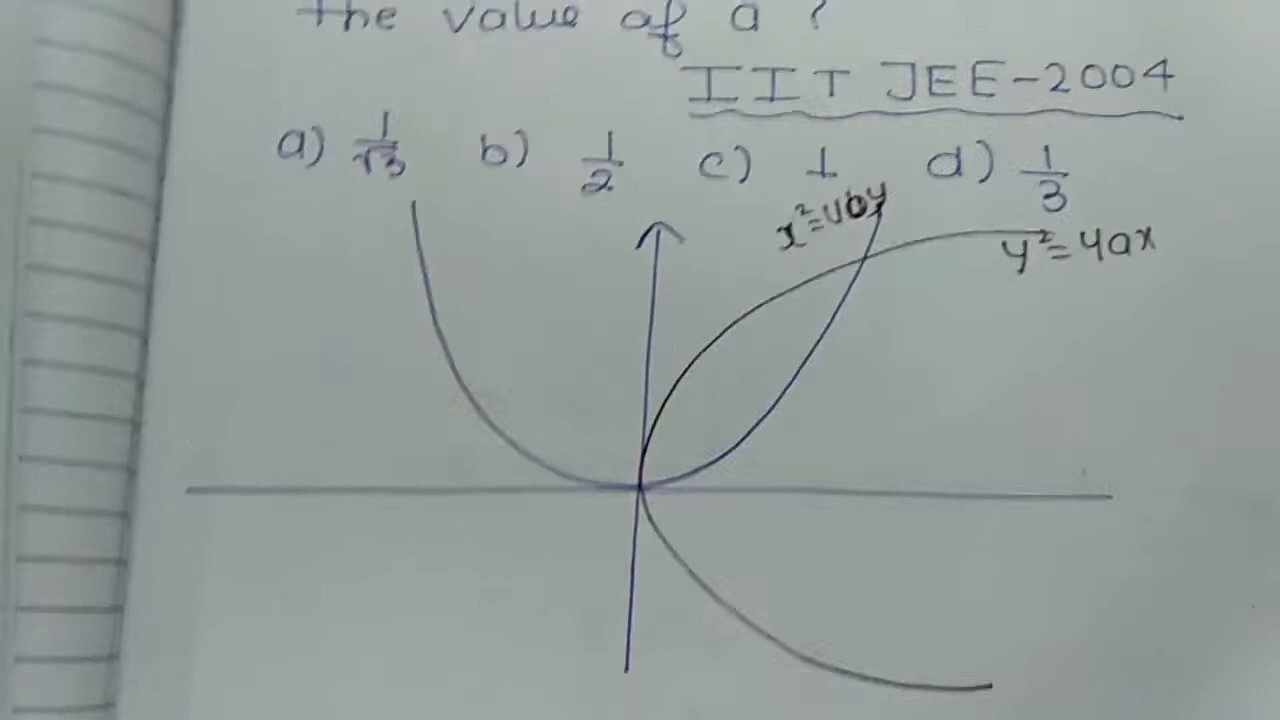 the value of a ?
IIT JEE-2004
a) 1/√3 b) 1/2 c) 1 d) 1/3
x²=4by
y²=4ax